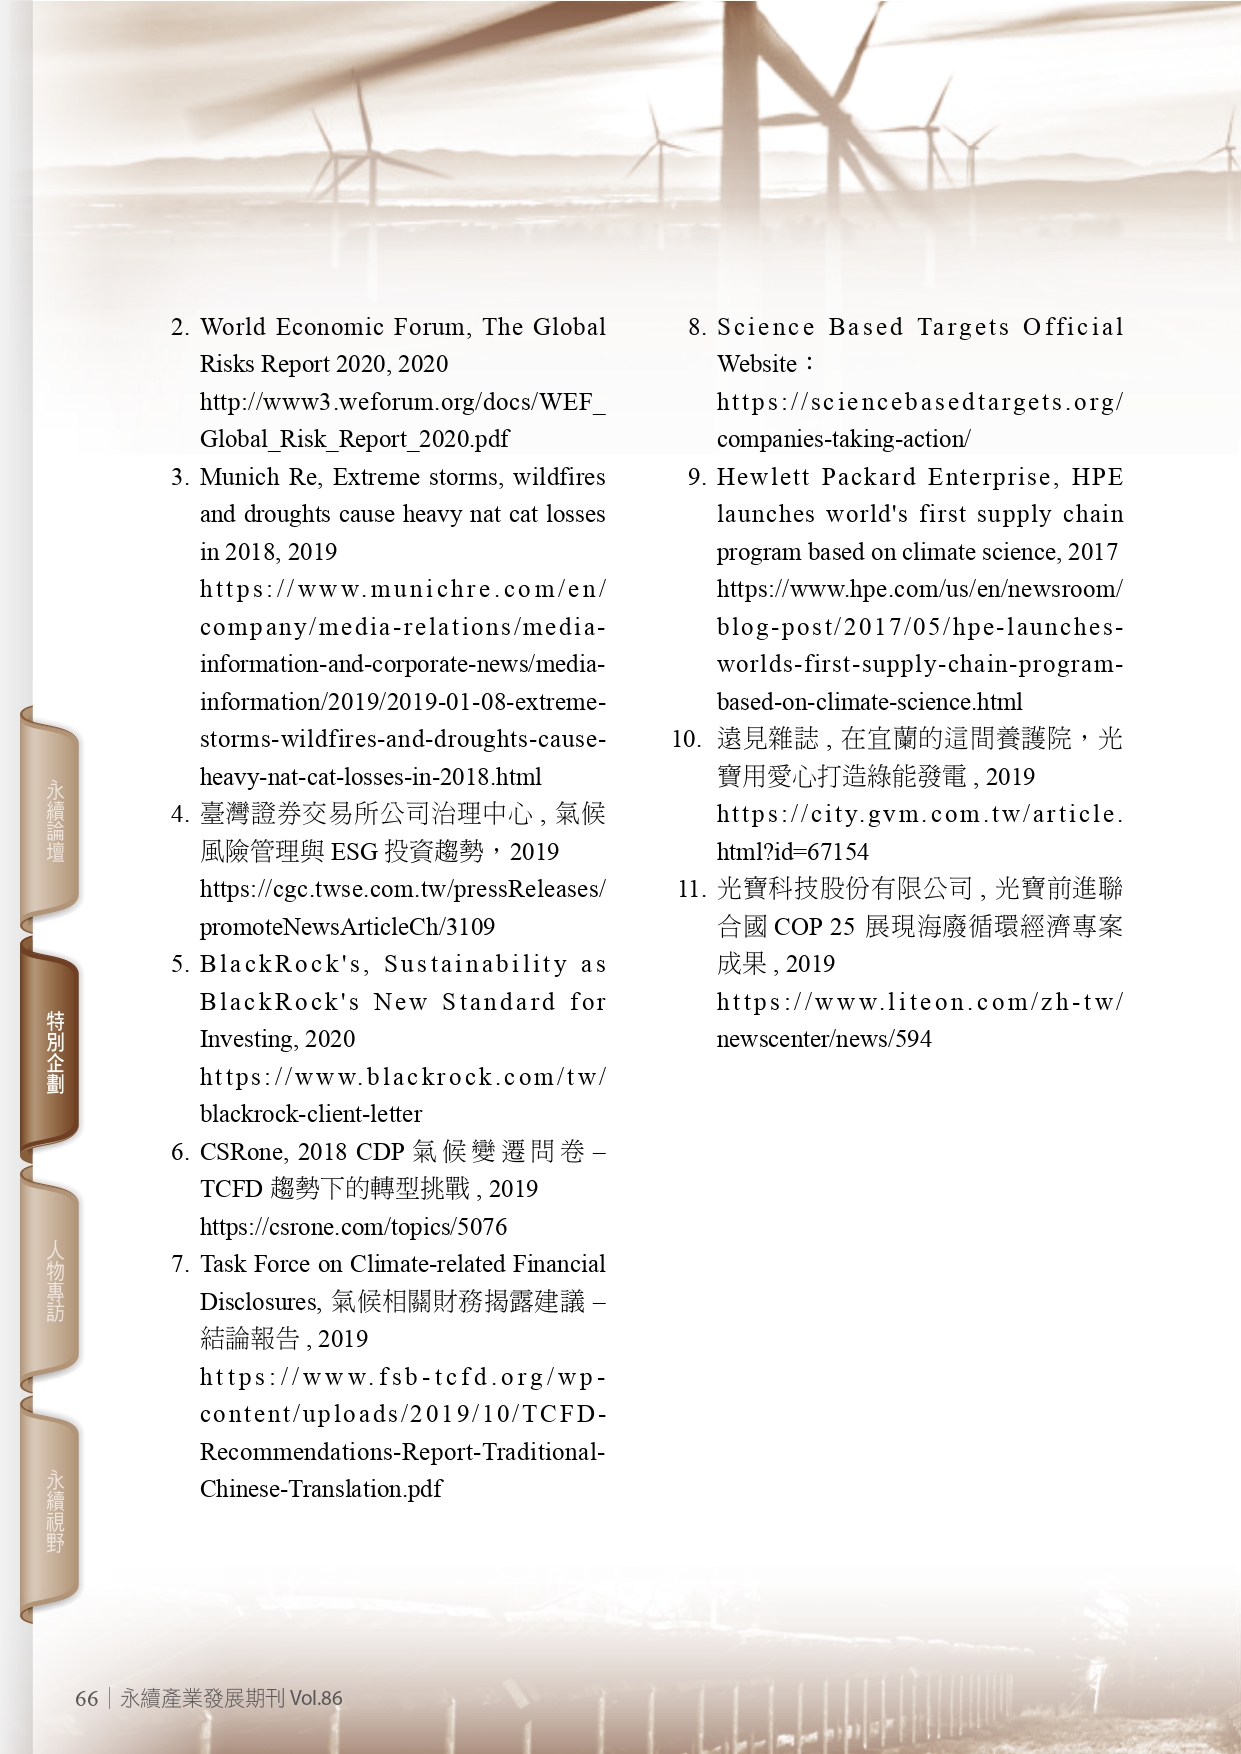 2. World Economic Forum, The Global
Risks Report 2020, 2020
http://www3.weforum.org/docs/WEF_
Global_Risk_Report_2020.pdf
3. Munich Re, Extreme storms, wildfires
and droughts cause heavy nat cat losses
in 2018, 2019
https://www.munichre.com/en/
company/media-relations/media-
information-and-corporate-news/media-
information/2019/2019-01-08-extreme-
storms-wildfires-and-droughts-cause-
heavy-nat-cat-losses-in-2018.html
4. 臺灣證券交易所公司治理中心 , 氣候
風險管理與 ESG 投資趨勢，2019
https://cgc.twse.com.tw/pressReleases/
promoteNewsArticleCh/3109
5. BlackRock's, Sustainability as
BlackRock's New Standard for
Investing, 2020
https://www.blackrock.com/tw/
blackrock-client-letter
6. CSRone, 2018 CDP 氣候變遷問卷 –
TCFD 趨勢下的轉型挑戰 , 2019
https://csrone.com/topics/5076
7. Task Force on Climate-related Financial
Disclosures, 氣候相關財務揭露建議 –
結論報告 , 2019
https://www.fsb-tcfd.org/wp-
content/uploads/2019/10/TCFD-
Recommendations-Report-Traditional-
Chinese-Translation.pdf
8. Science Based Targets Official
Website：
https://sciencebasedtargets.org/
companies-taking-action/
9. Hewlett Packard Enterprise, HPE
launches world's first supply chain
program based on climate science, 2017
https://www.hpe.com/us/en/newsroom/
blog-post/2017/05/hpe-launches-
worlds-first-supply-chain-program-
based-on-climate-science.html
10. 遠見雜誌 , 在宜蘭的這間養護院，光
寶用愛心打造綠能發電 , 2019
https://city.gvm.com.tw/article.
html?id=67154
11. 光寶科技股份有限公司 , 光寶前進聯
合國 COP 25 展現海廢循環經濟專案
成果 , 2019
https://www.liteon.com/zh-tw/
newscenter/news/594
永續論壇
特別企劃
人物專訪
永續視野
66 | 永續產業發展期刊 Vol.86